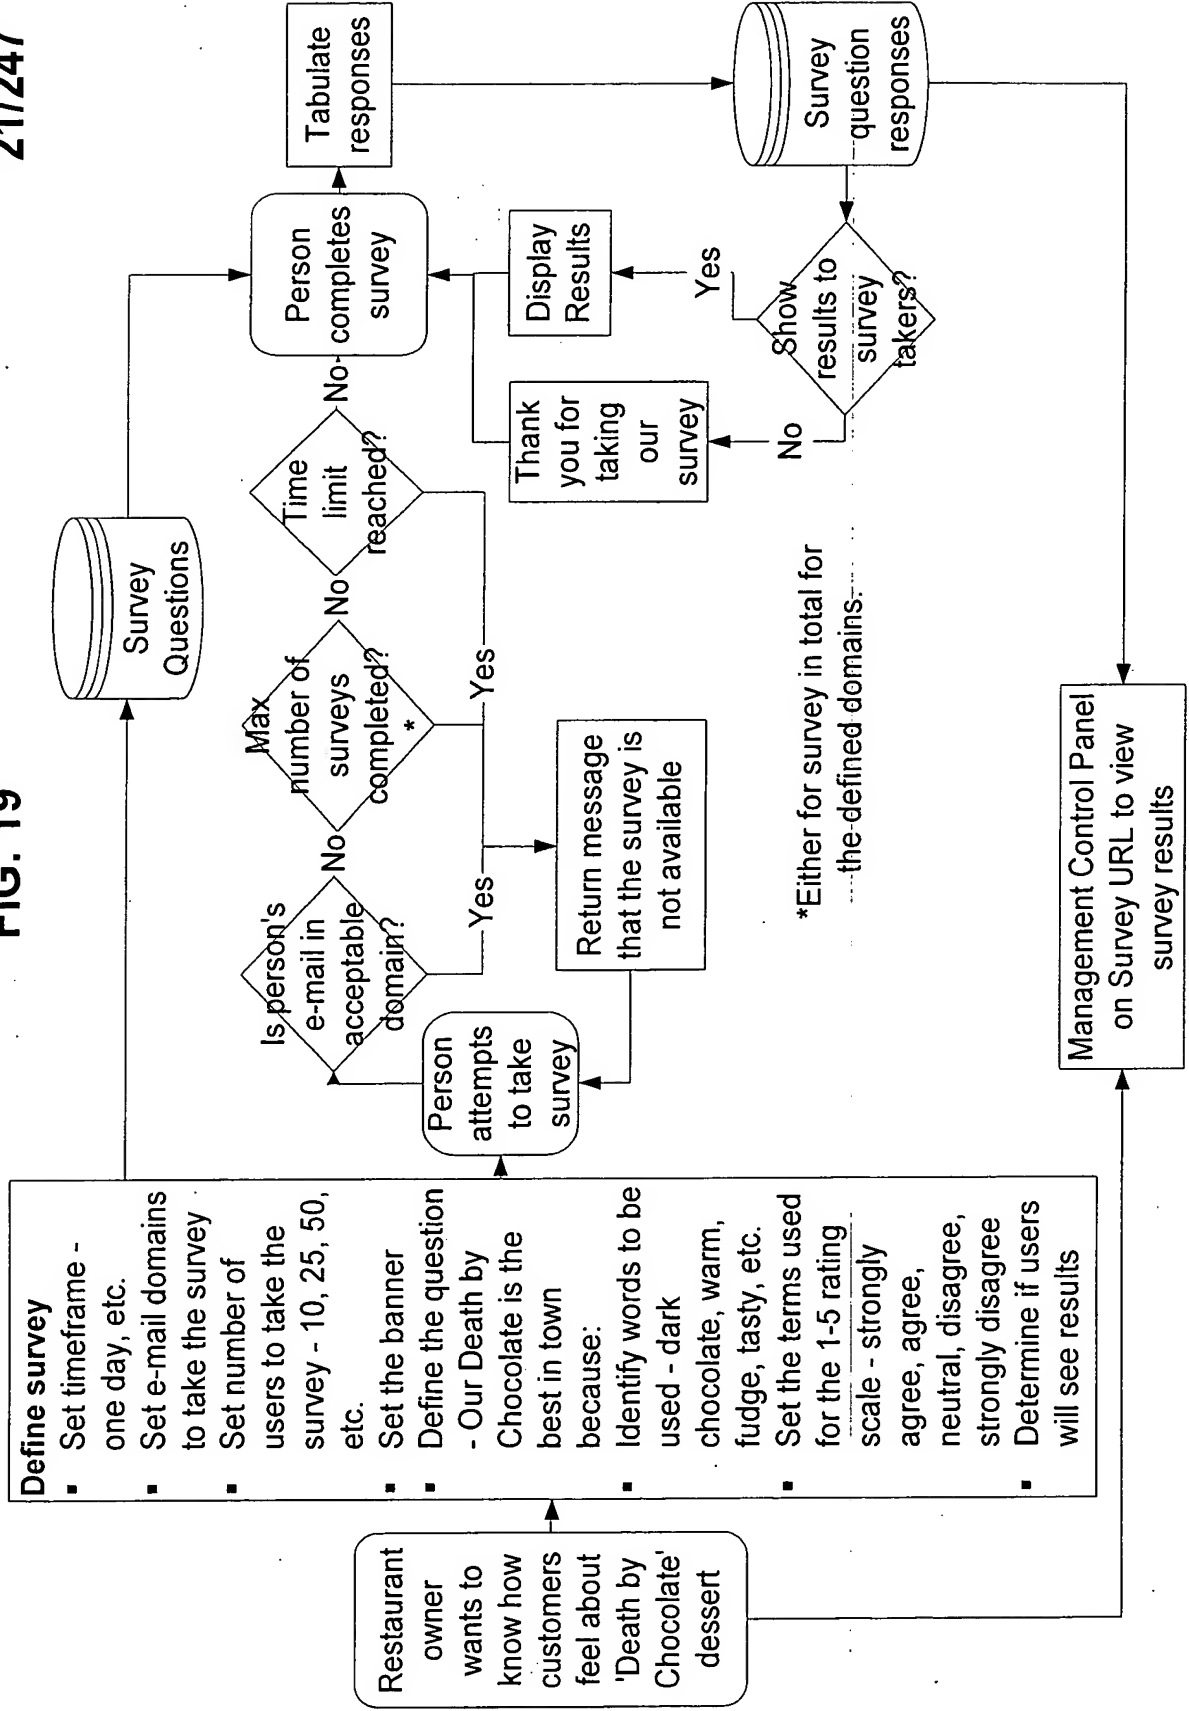 21/247
FIG. 19
Restaurant
owner
wants to
know how
customers
feel about
'Death by
Chocolate'
dessert
Define survey
▪ Set timeframe -
one day, etc.
▪ Set e-mail domains
to take the survey
▪ Set number of
users to take the
survey - 10, 25, 50,
etc.
▪ Set the banner
▪ Define the question
- Our Death by
Chocolate is the
best in town
because:
▪ Identify words to be
used - dark
chocolate, warm,
fudge, tasty, etc.
▪ Set the terms used
for the 1-5 rating
scale - strongly
agree, agree,
neutral, disagree,
strongly disagree
▪ Determine if users
will see results
Survey
Questions
Person
attempts
to take
survey
Is person's
e-mail in
acceptable
domain?
No
Yes
Max
number of
surveys
completed?
*
No
Yes
Time
limit
reached?
No
Return message
that the survey is
not available
Person
completes
survey
Tabulate
responses
Survey
question
responses
Show
results to
survey
takers?
Yes
No
Display
Results
Thank
you for
taking
our
survey
*Either for survey in total for
the defined domains.
Management Control Panel
on Survey URL to view
survey results